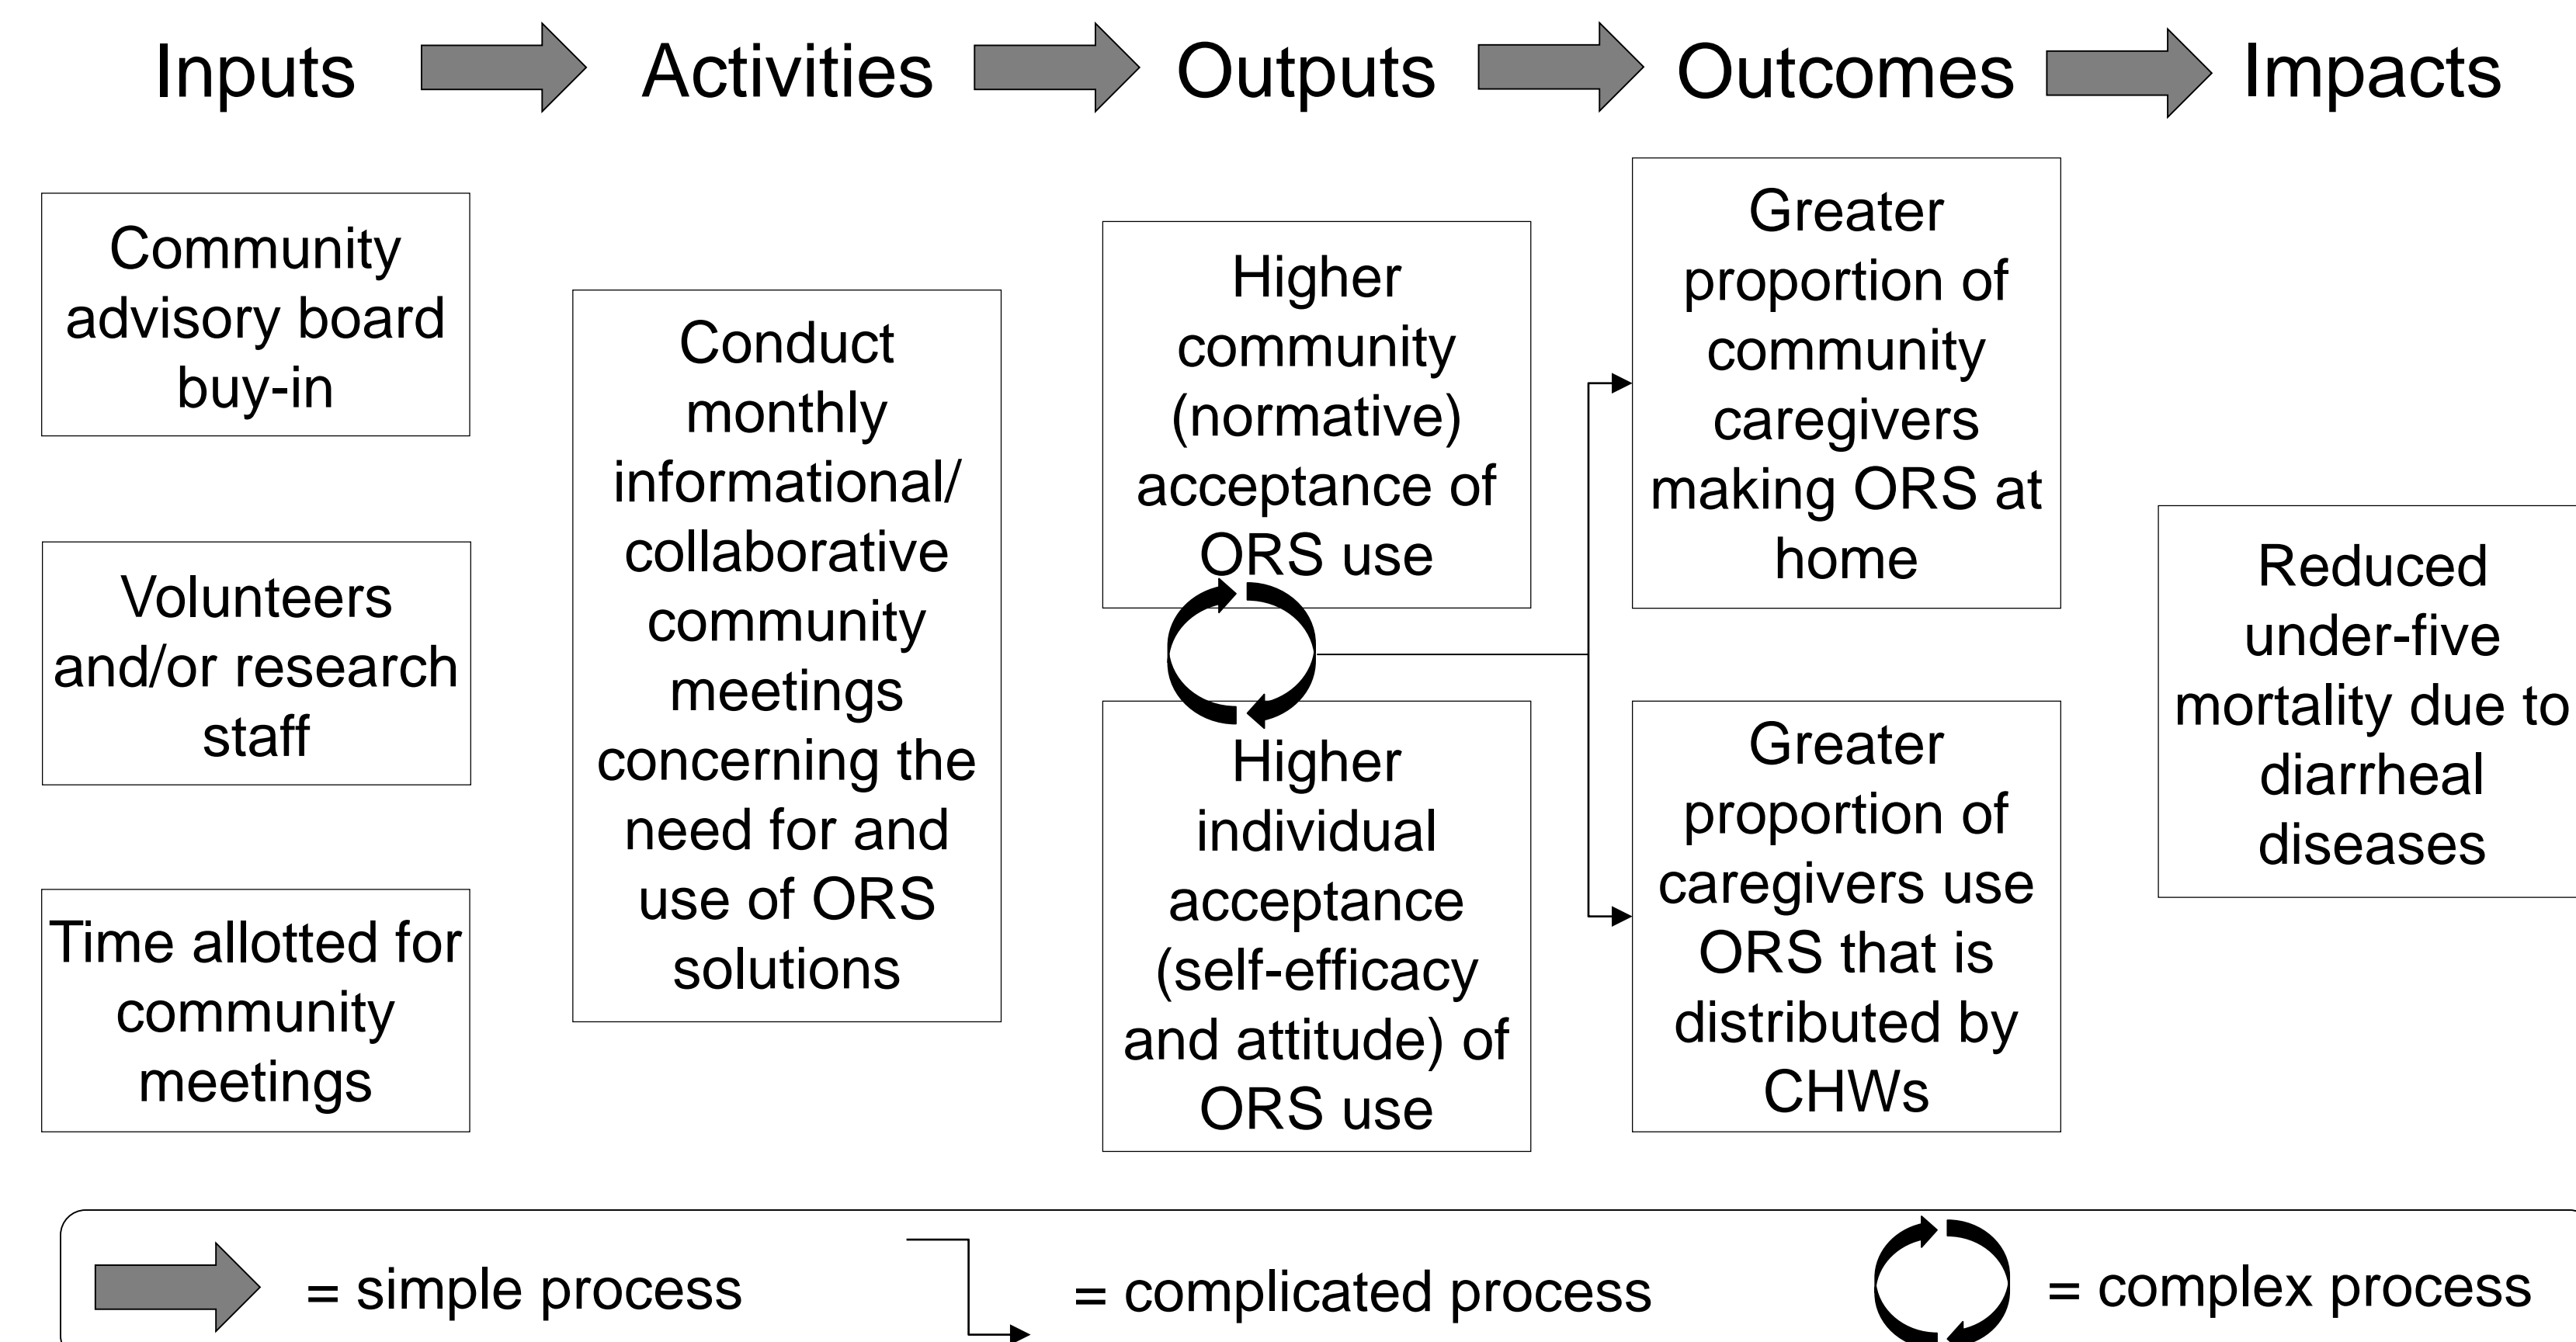 Inputs
Activities
Outputs
Outcomes
Impacts
Community
advisory board
buy-in
Volunteers
and/or research
staff
Time allotted for
community
meetings
Conduct
monthly
informational/
collaborative
community
meetings
concerning the
need for and
use of ORS
solutions
Higher
community
(normative)
acceptance of
ORS use
Higher
individual
acceptance
(self-efficacy
and attitude) of
ORS use
Greater
proportion of
community
caregivers
making ORS at
home
Greater
proportion of
caregivers use
ORS that is
distributed by
CHWs
Reduced
under-five
mortality due to
diarrheal
diseases
= simple process
= complicated process
= complex process